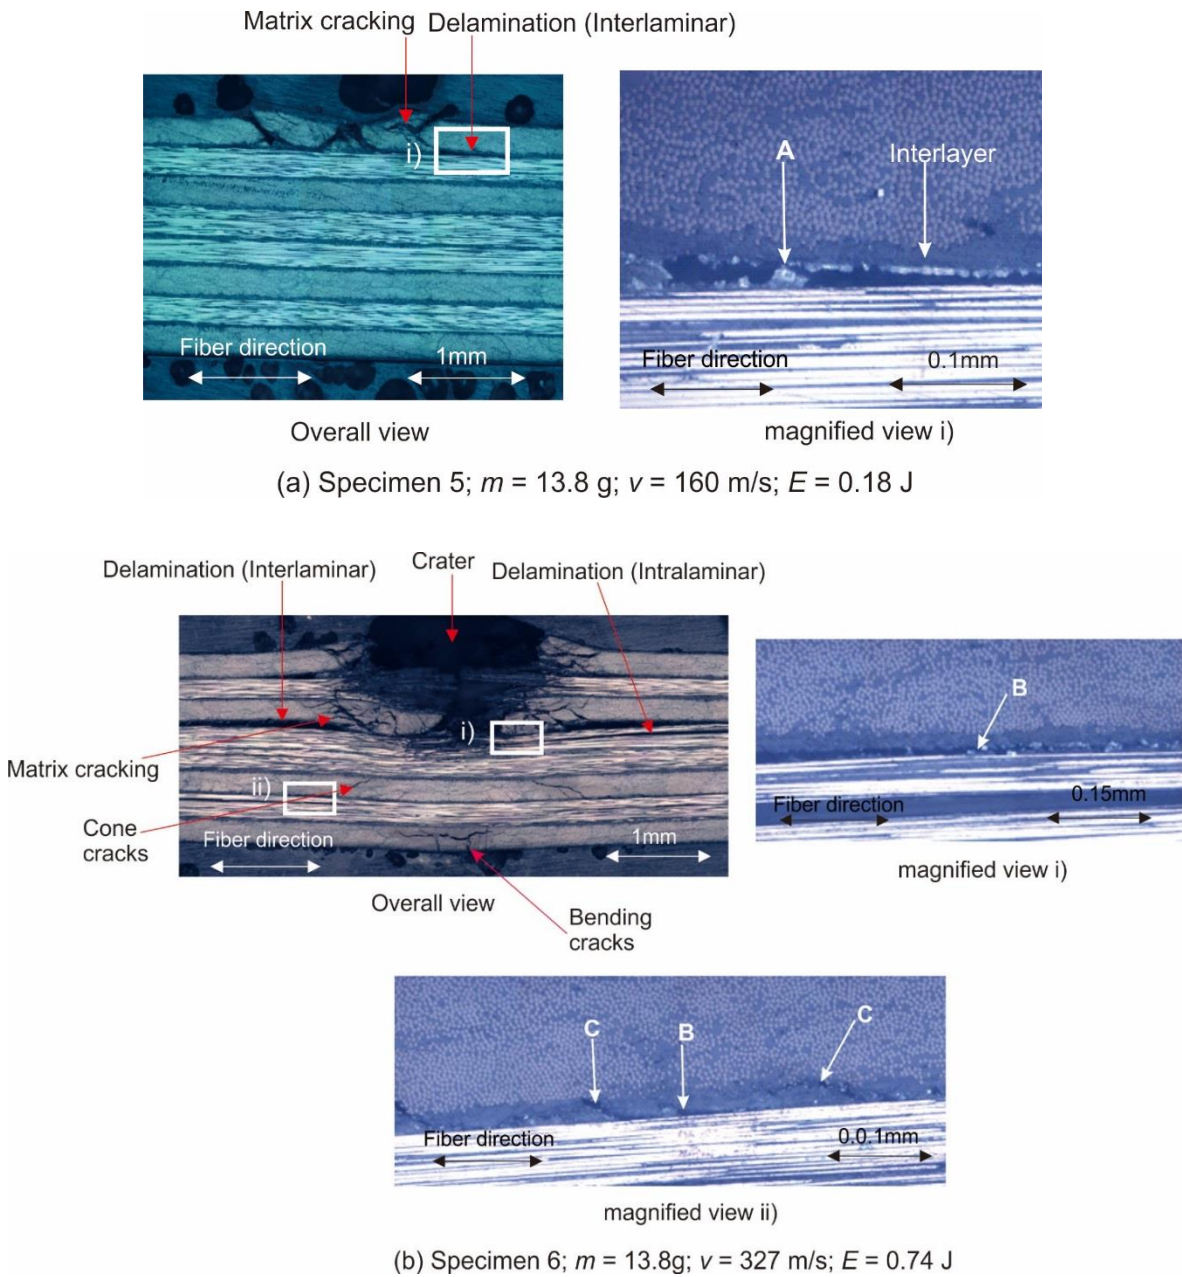 Matrix cracking Delamination (Interlaminar)
i)
Fiber direction 1mm
Overall view
A Interlayer
Fiber direction 0.1mm
magnified view i)
(a) Specimen 5; m = 13.8 g; v = 160 m/s; E = 0.18 J
Delamination (Interlaminar)
Crater
Delamination (Intralaminar)
i)
Matrix cracking
ii)
Cone
cracks
Fiber direction 1mm
Overall view
Bending
cracks
B
Fiber direction 0.15mm
magnified view i)
C B C
Fiber direction 0.0.1mm
magnified view ii)
(b) Specimen 6; m = 13.8g; v = 327 m/s; E = 0.74 J